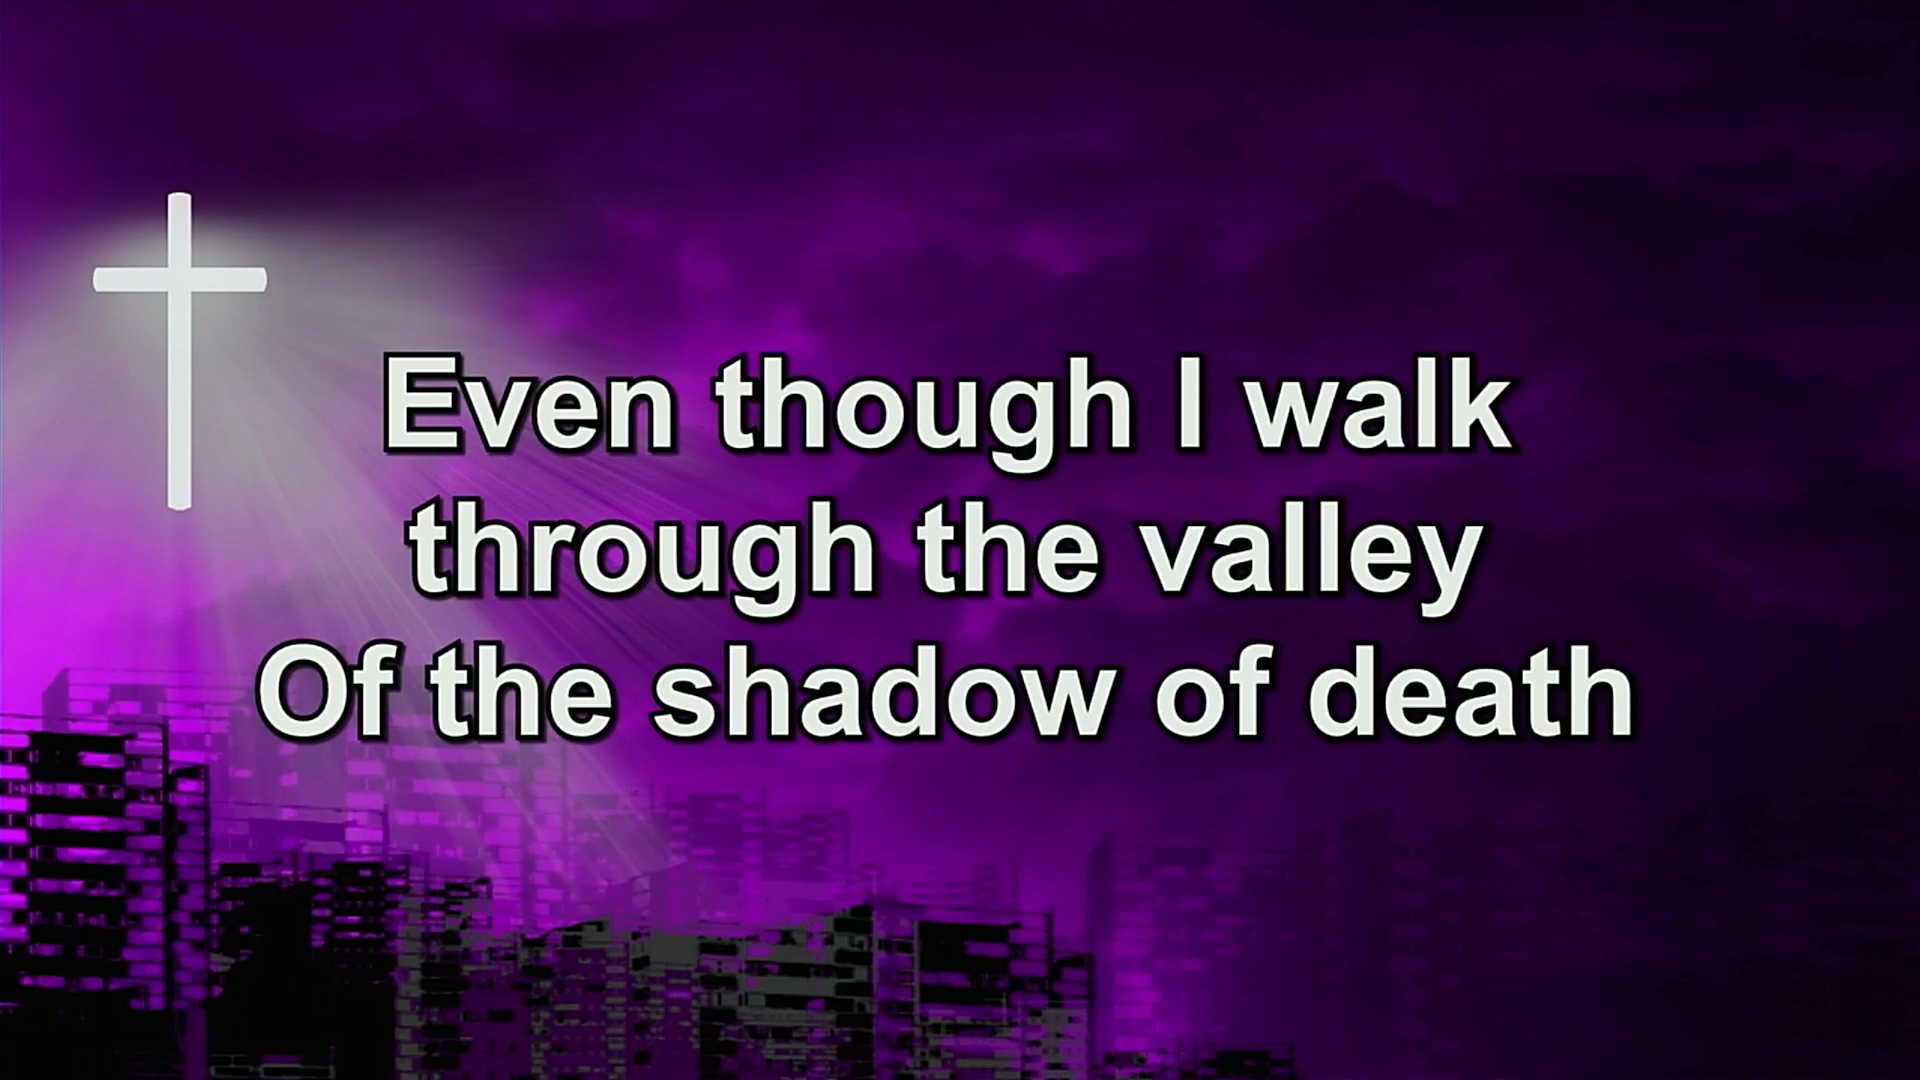 Even though I walk
through the valley
Of the shadow of death